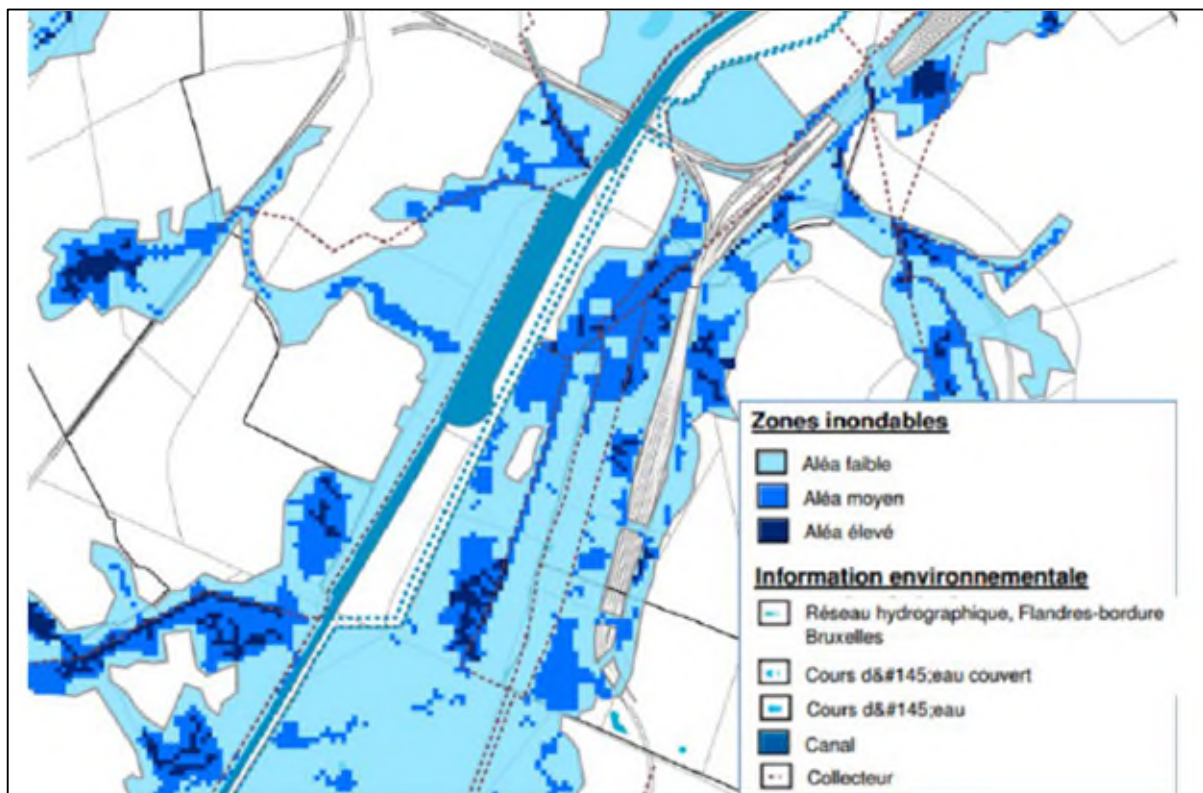 Zones inondables
Aléa faible
Aléa moyen
Aléa élevé
Information environnementale
Réseau hydrographique, Flandres-bordure
Bruxelles
Cours d&#145;eau couvert
Cours d&#145;eau
Canal
Collecteur